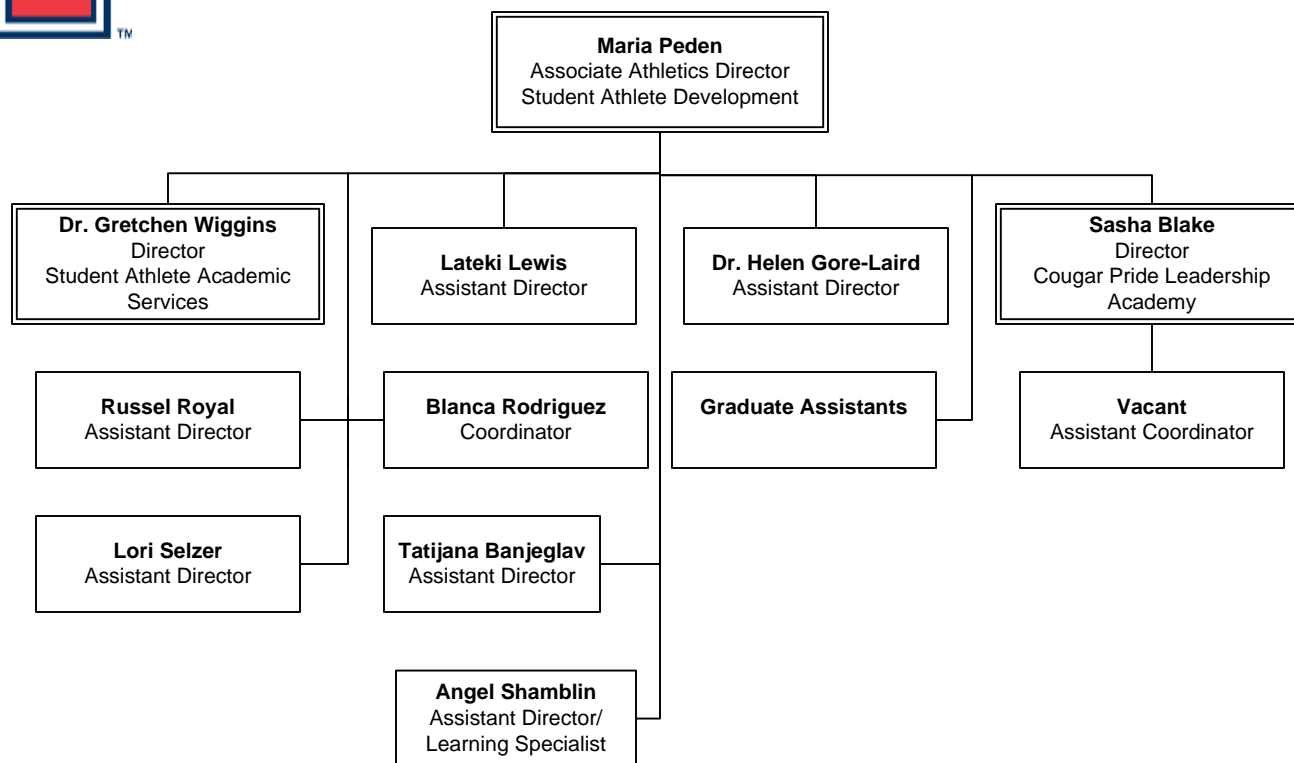 TM
Maria Peden
Associate Athletics Director
Student Athlete Development
Dr. Gretchen Wiggins
Director
Student Athlete Academic
Services
Lateki Lewis
Assistant Director
Dr. Helen Gore-Laird
Assistant Director
Sasha Blake
Director
Cougar Pride Leadership
Academy
Russel Royal
Assistant Director
Blanca Rodriguez
Coordinator
Graduate Assistants
Vacant
Assistant Coordinator
Lori Selzer
Assistant Director
Tatijana Banjeglav
Assistant Director
Angel Shamblin
Assistant Director/
Learning Specialist